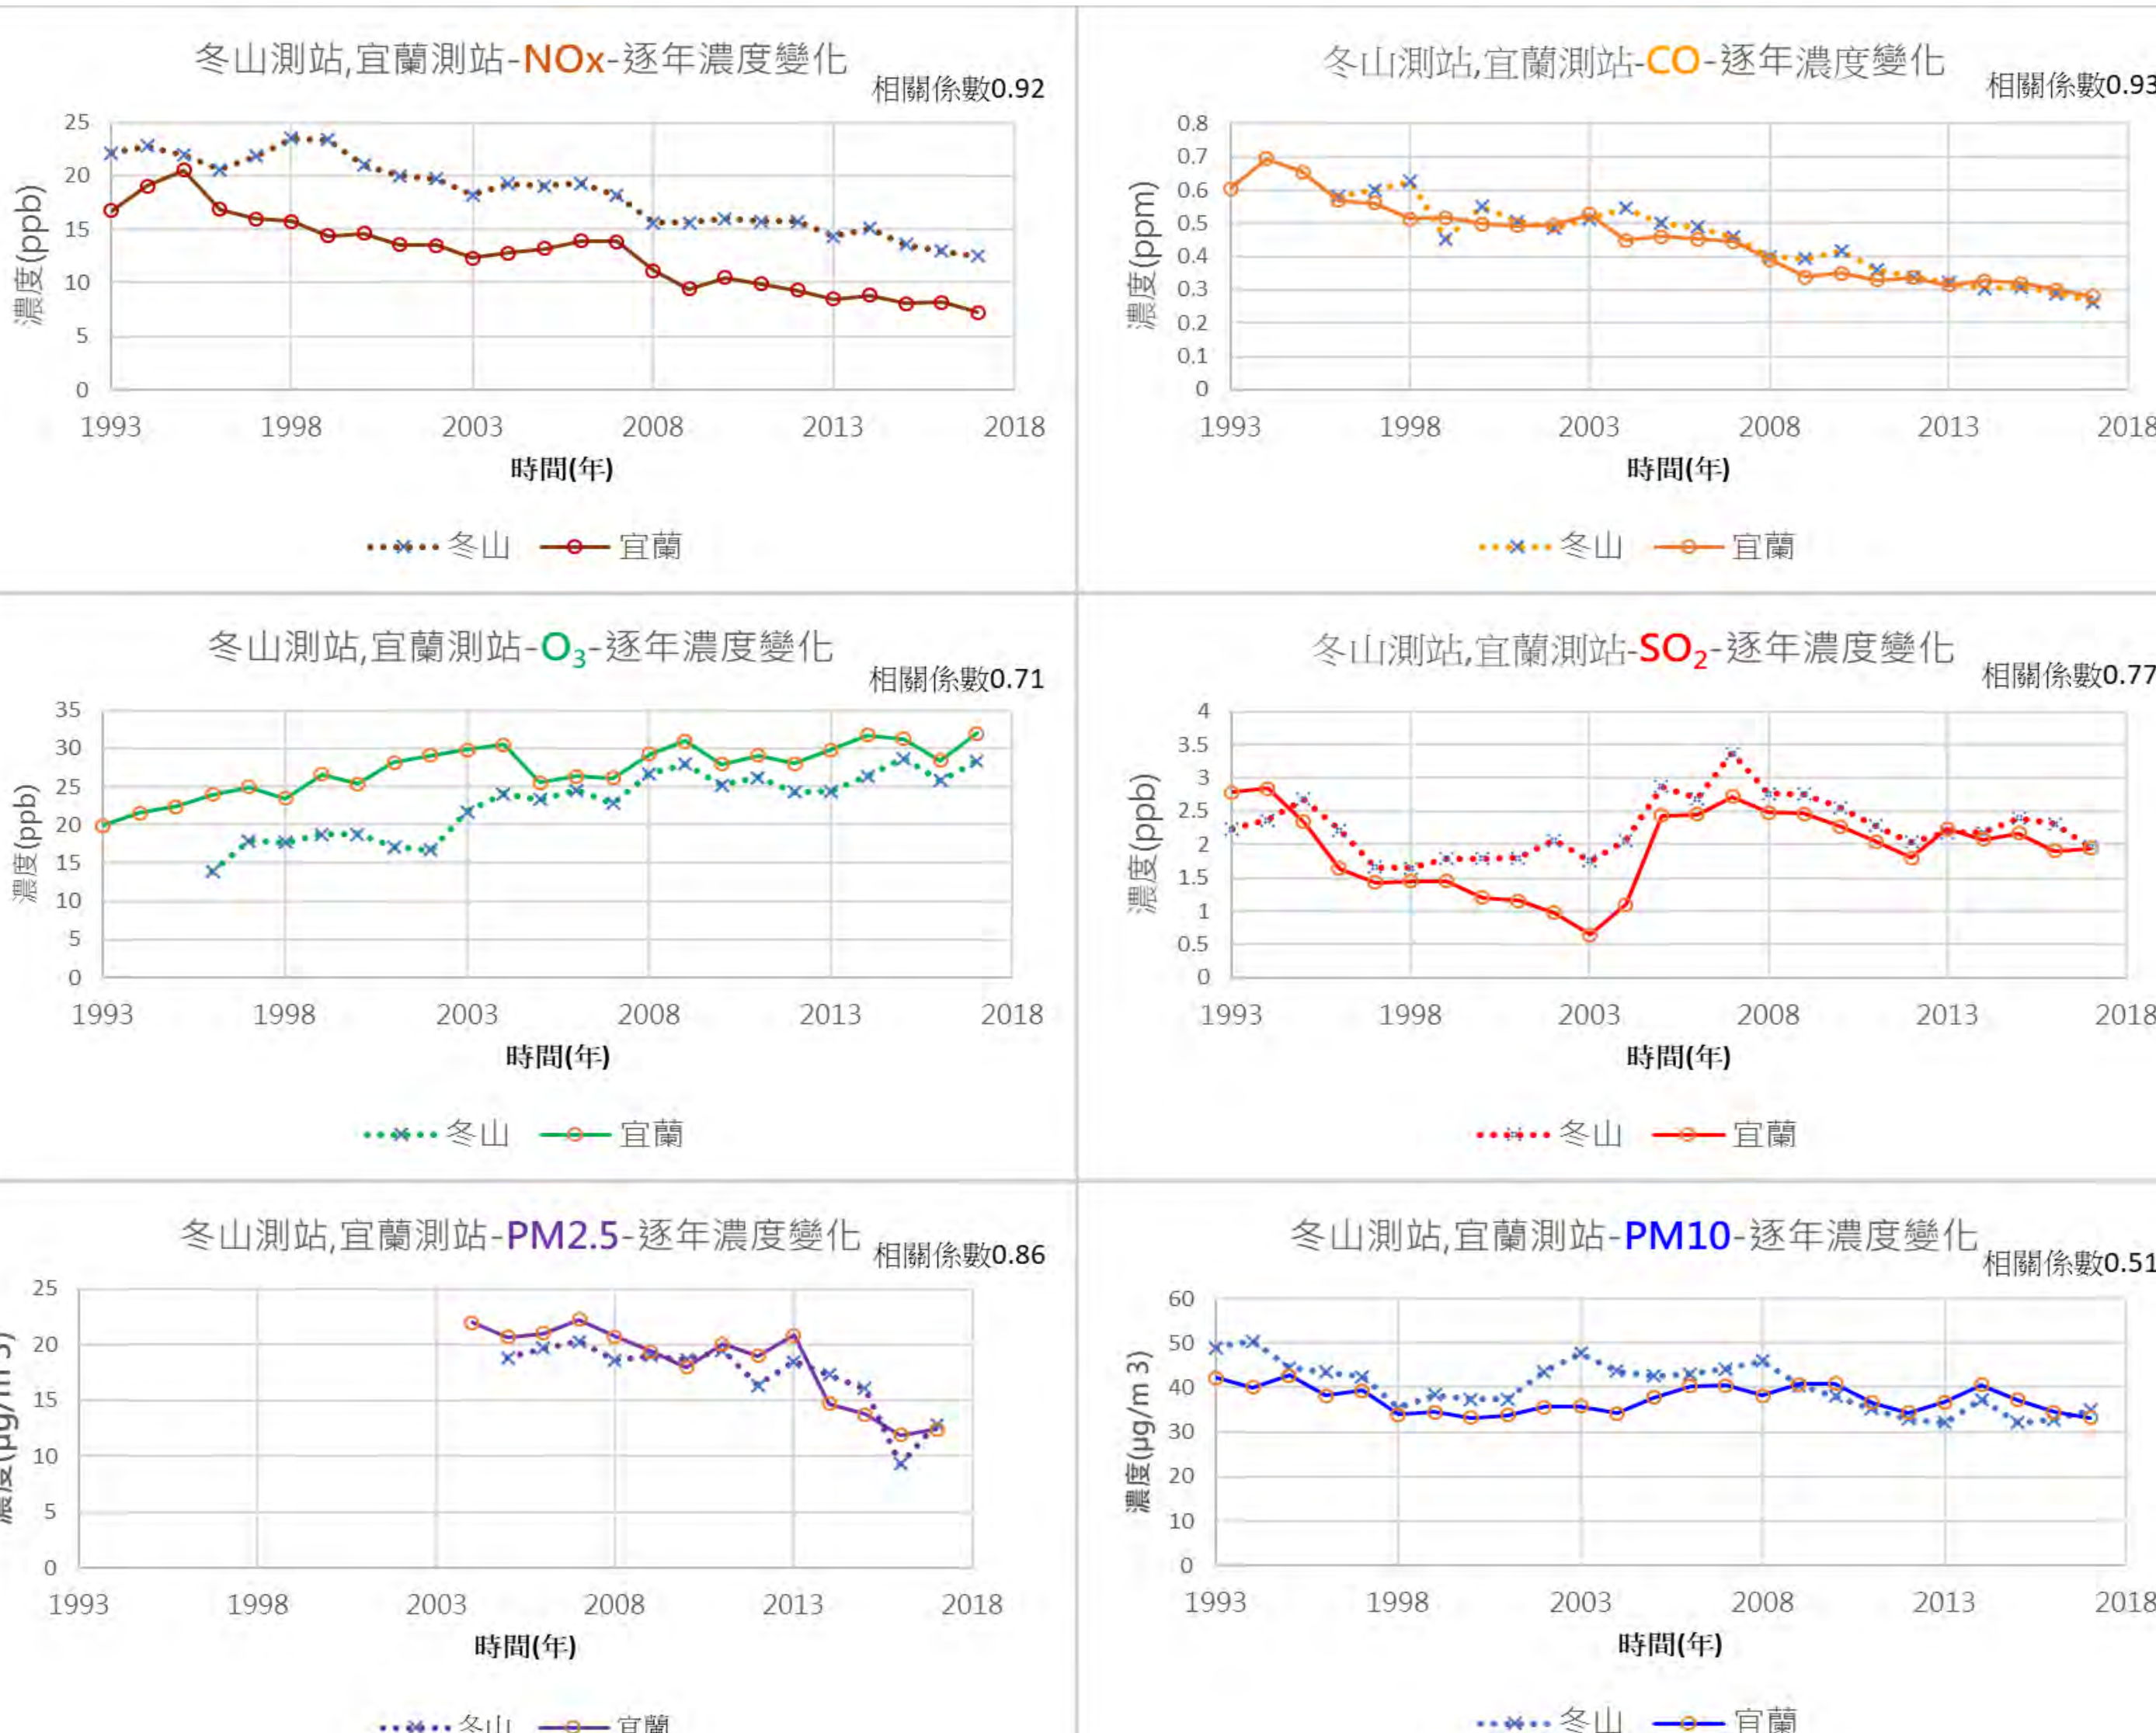 冬山測站,宜蘭測站-NOx-逐年濃度變化
相關係數0.92
濃度(ppb)
25
20
15
10
5
0
1993 1998 2003 2008 2013 2018
時間(年)
冬山 宜蘭
冬山測站,宜蘭測站-CO-逐年濃度變化
相關係數0.93
濃度(ppm)
0.8
0.7
0.6
0.5
0.4
0.3
0.2
0.1
0
1993 1998 2003 2008 2013 2018
時間(年)
冬山 宜蘭
冬山測站,宜蘭測站-O₃-逐年濃度變化
相關係數0.71
濃度(ppb)
35
30
25
20
15
10
5
0
1993 1998 2003 2008 2013 2018
時間(年)
冬山 宜蘭
冬山測站,宜蘭測站-SO₂-逐年濃度變化
相關係數0.77
濃度(ppb)
4
3.5
3
2.5
2
1.5
1
0.5
0
1993 1998 2003 2008 2013 2018
時間(年)
冬山 宜蘭
冬山測站,宜蘭測站-PM2.5-逐年濃度變化
相關係數0.86
濃度(μg/m 3)
25
20
15
10
5
0
1993 1998 2003 2008 2013 2018
時間(年)
冬山 宜蘭
冬山測站,宜蘭測站-PM10-逐年濃度變化
相關係數0.51
濃度(μg/m 3)
60
50
40
30
20
10
0
1993 1998 2003 2008 2013 2018
時間(年)
冬山 宜蘭